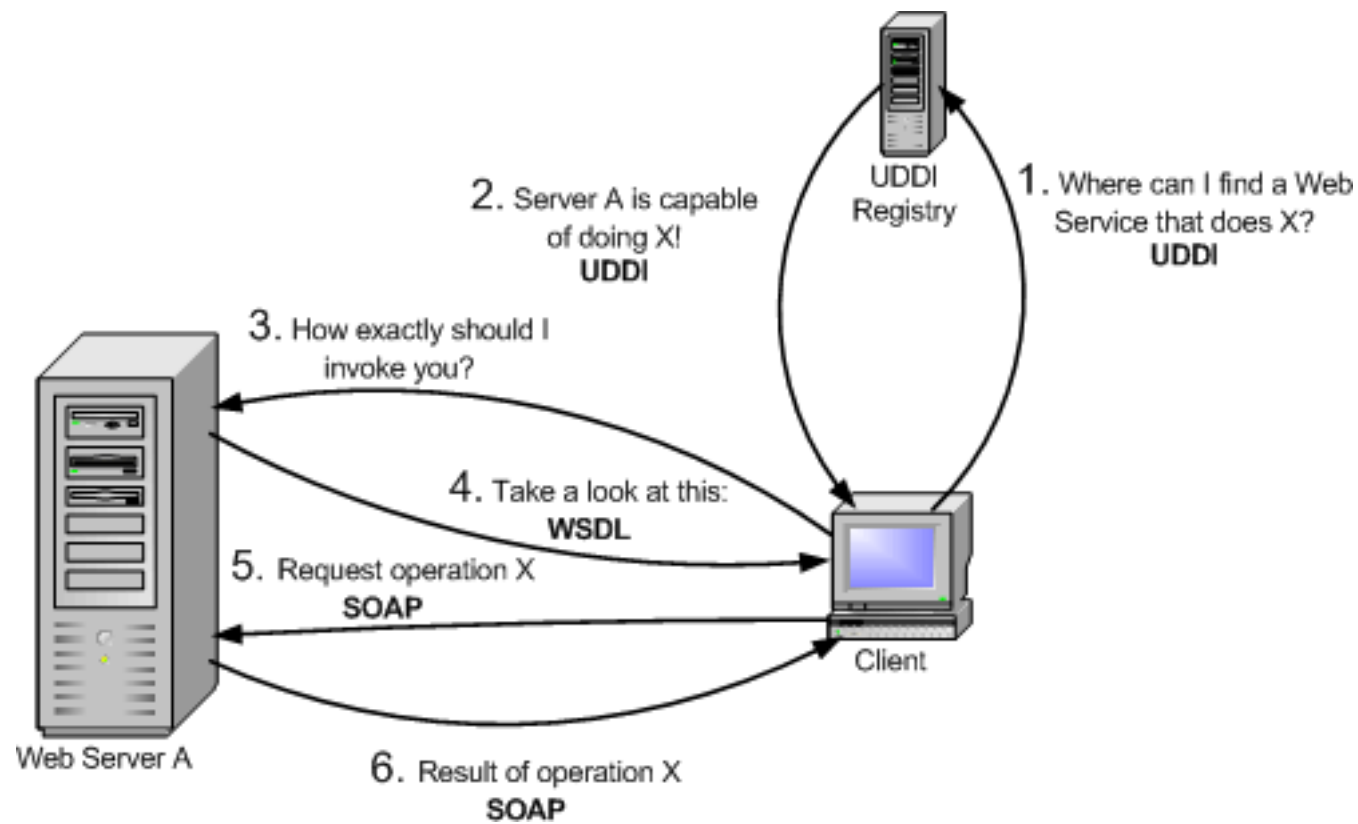 UDDI
Registry
1. Where can I find a Web
Service that does X?
UDDI
2. Server A is capable
of doing X!
UDDI
3. How exactly should I
invoke you?
4. Take a look at this:
WSDL
5. Request operation X
SOAP
Client
Web Server A
6. Result of operation X
SOAP